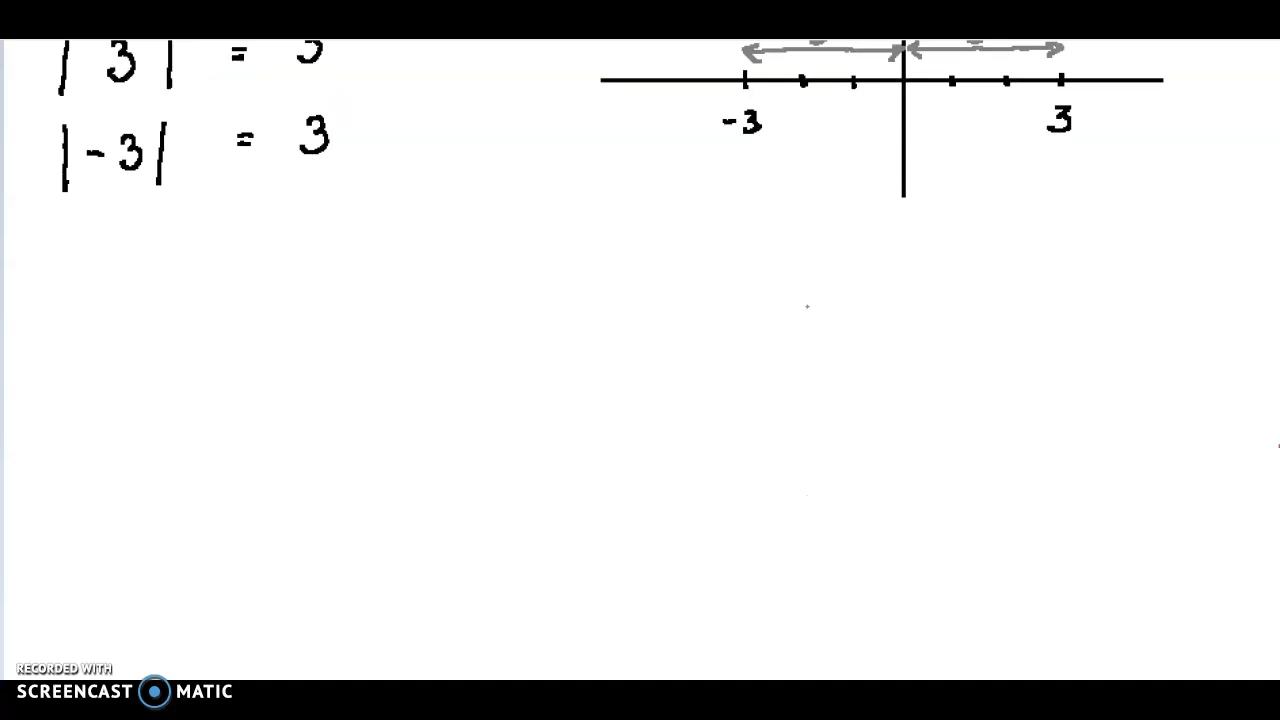 | 3 | = 3
|-3| = 3
-3 3
RECORDED WITH
SCREENCAST MATIC